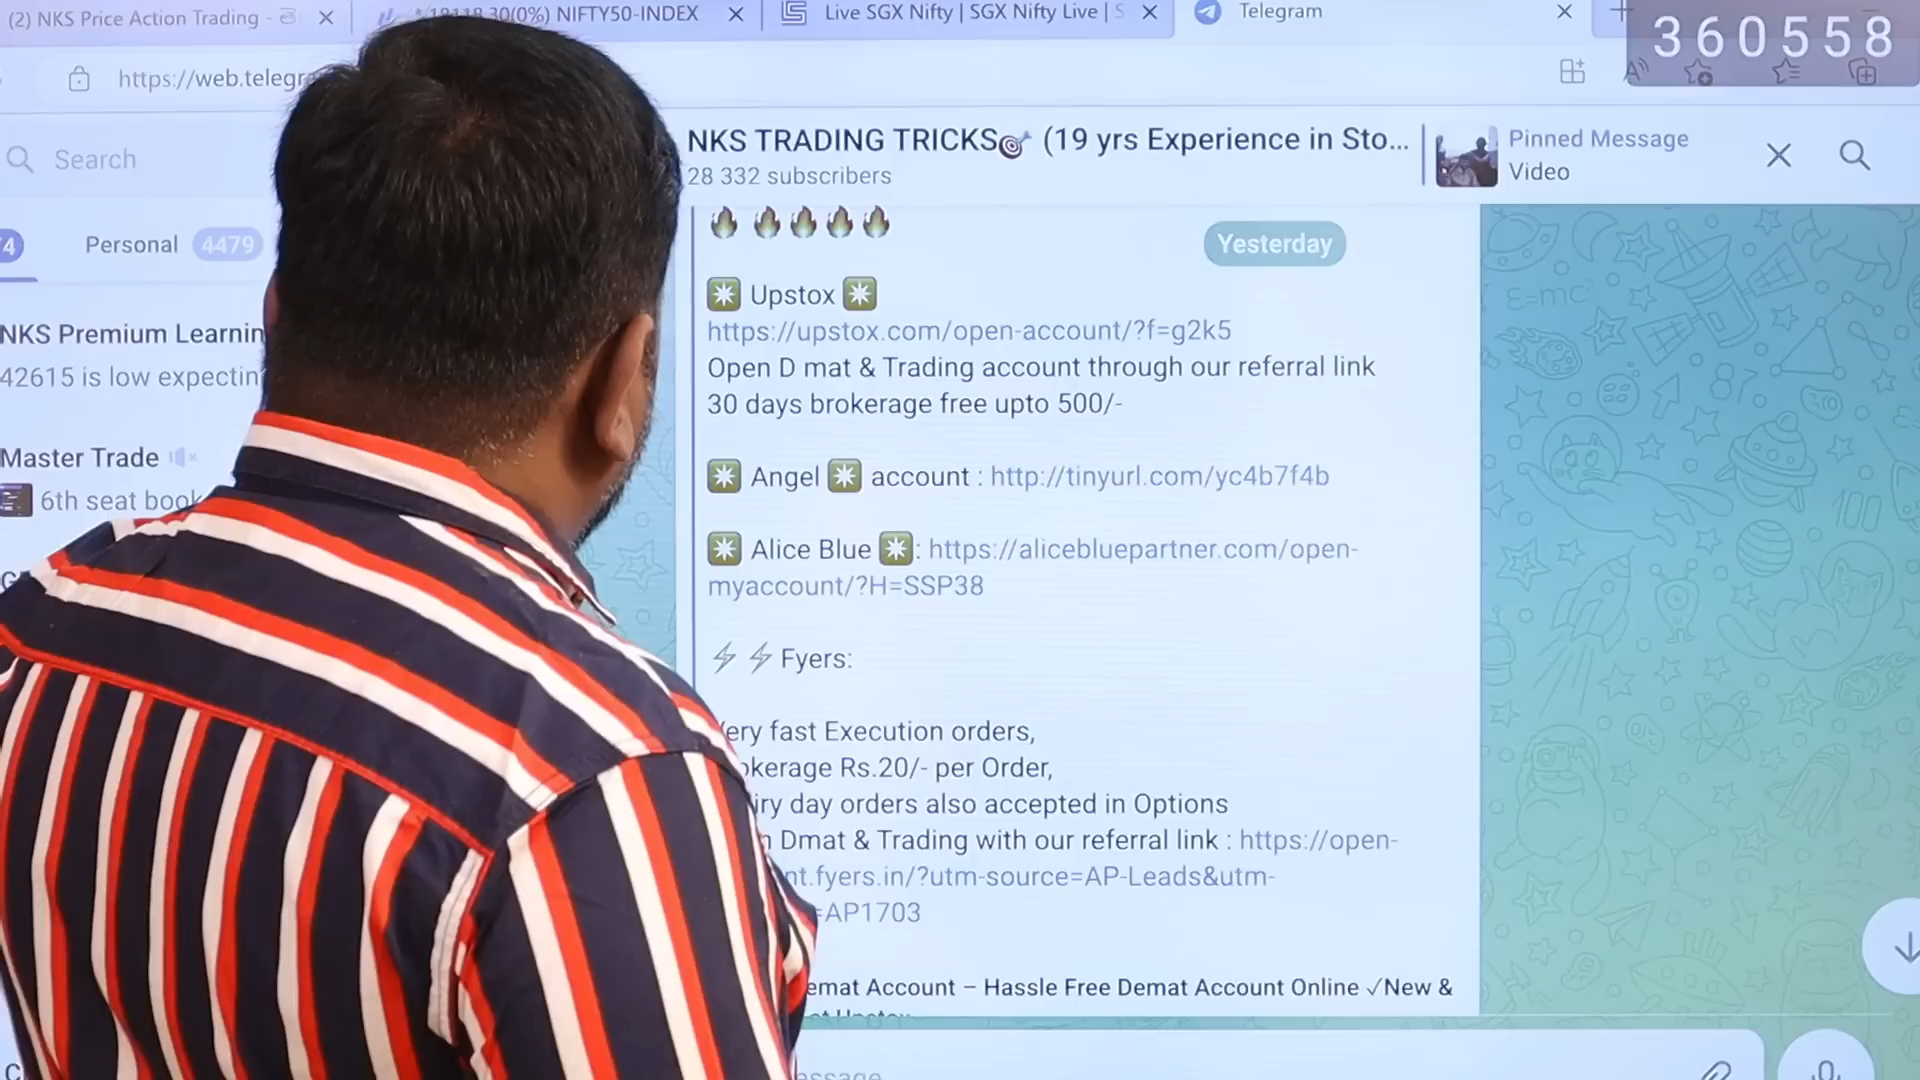 (2) NKS Price Action Trading -
18118.30(0%) NIFTY50-INDEX
Live SGX Nifty | SGX Nifty Live | S
Telegram
360558
https://web.telegr
Search
NKS TRADING TRICKS🎯 (19 yrs Experience in Sto...
28 332 subscribers
Pinned Message
Video
4
Personal 4479
🔥 🔥 🔥 🔥 🔥
Yesterday
✳️ Upstox ✳️
https://upstox.com/open-account/?f=g2k5
Open D mat & Trading account through our referral link
30 days brokerage free upto 500/-
NKS Premium Learnin
42615 is low expectin
✳️ Angel ✳️ account : http://tinyurl.com/yc4b7f4b
Master Trade
6th seat book
✳️ Alice Blue ✳️: https://alicebluepartner.com/open-
myaccount/?H=SSP38
⚡ ⚡ Fyers:
ery fast Execution orders,
okerage Rs.20/- per Order,
iry day orders also accepted in Options
Dmat & Trading with our referral link : https://open-
nt.fyers.in/?utm-source=AP-Leads&utm-
=AP1703
emat Account – Hassle Free Demat Account Online ✓New &